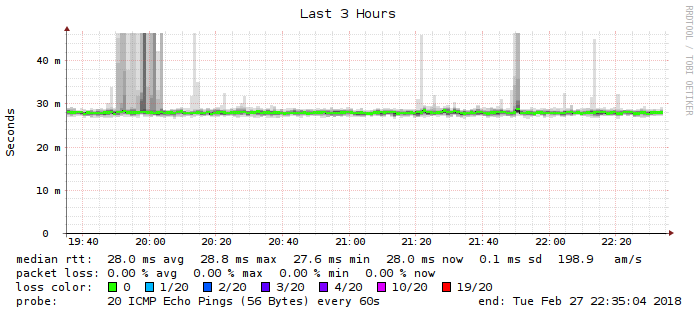 Last 3 Hours
RRDTOOL / TOBI OETIKER
Seconds
40 m
30 m
20 m
10 m
0
19:40 20:00 20:20 20:40 21:00 21:20 21:40 22:00 22:20
median rtt: 28.0 ms avg 28.8 ms max 27.6 ms min 28.0 ms now 0.1 ms sd 198.9 am/s
packet loss: 0.00 % avg 0.00 % max 0.00 % min 0.00 % now
loss color: 0 1/20 2/20 3/20 4/20 10/20 19/20
probe: 20 ICMP Echo Pings (56 Bytes) every 60s end: Tue Feb 27 22:35:04 2018